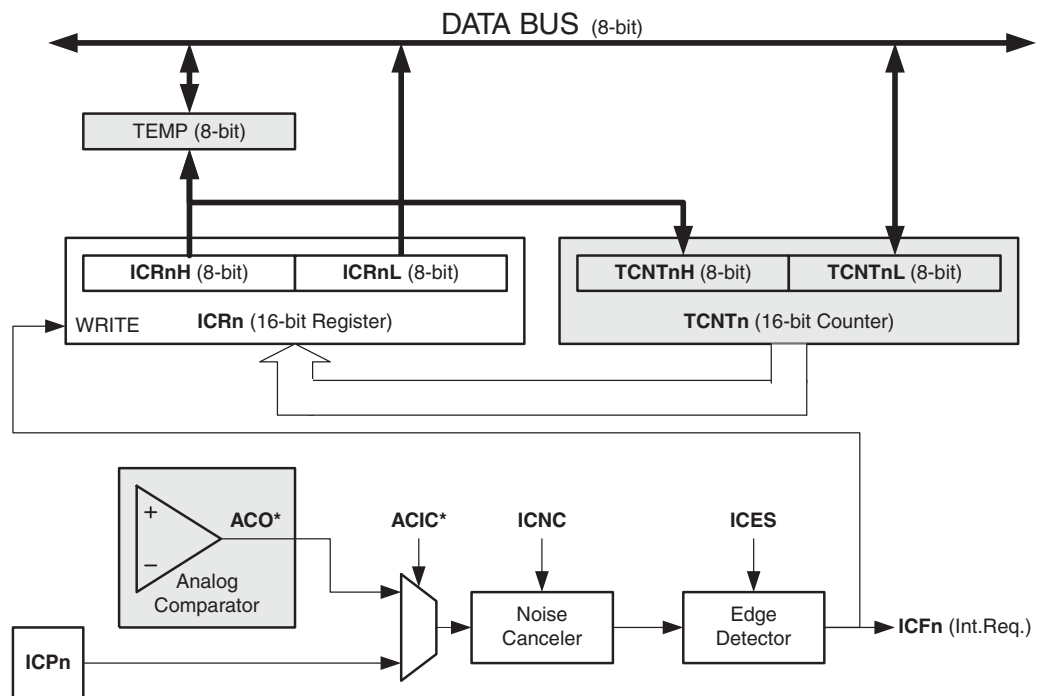 DATA BUS (8-bit)
TEMP (8-bit)
ICRnH (8-bit)
ICRnL (8-bit)
TCNTnH (8-bit)
TCNTnL (8-bit)
WRITE
ICRn (16-bit Register)
TCNTn (16-bit Counter)
+
−
ACO*
Analog
Comparator
ACIC*
ICNC
ICES
Noise
Canceler
Edge
Detector
ICFn (Int.Req.)
ICPn